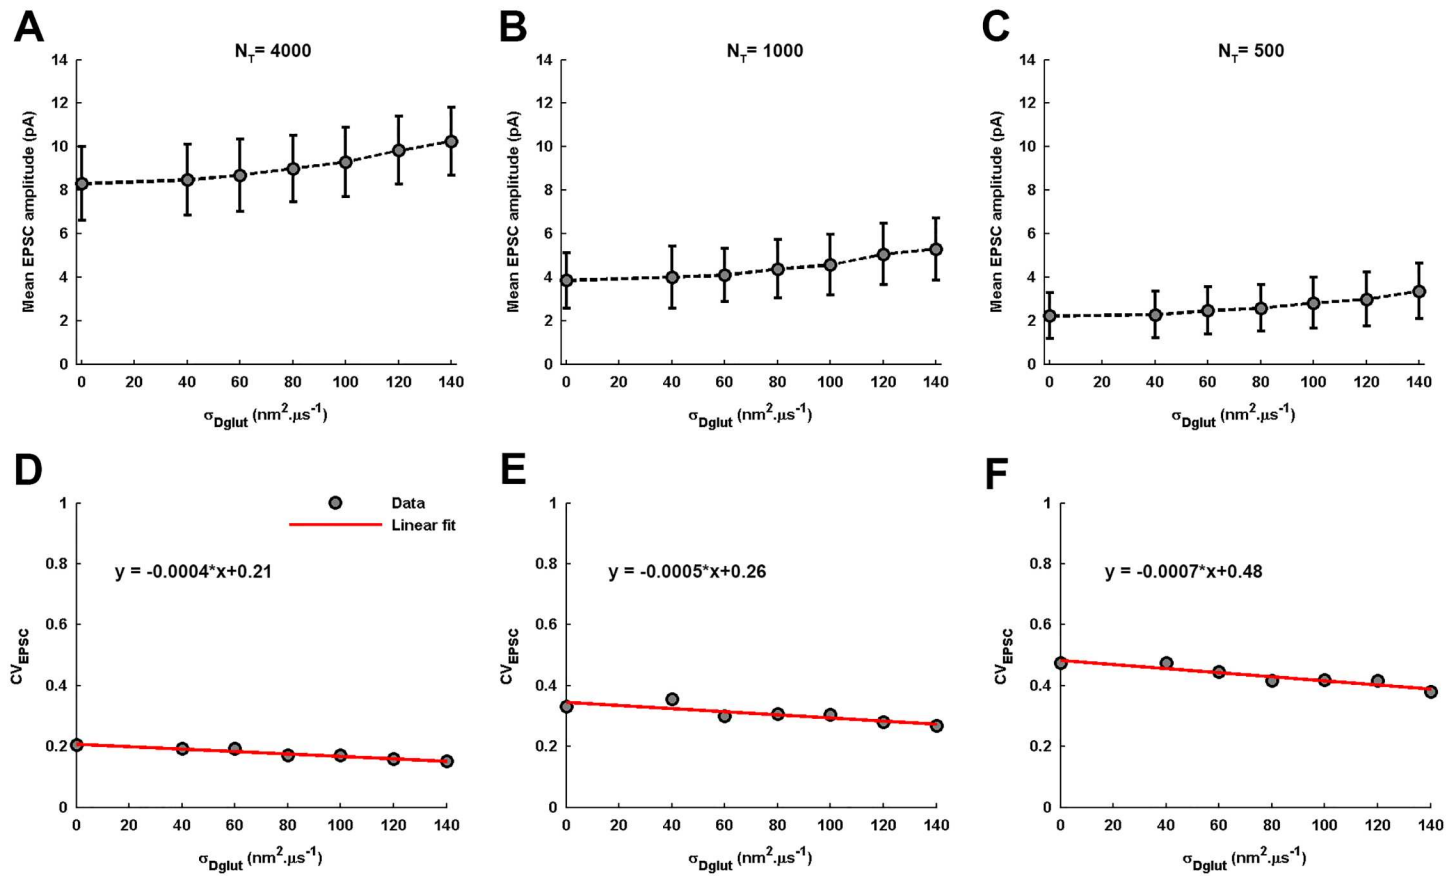 A
B
C
N_T= 4000
N_T= 1000
N_T= 500
Mean EPSC amplitude (pA)
14
12
10
8
6
4
2
0
0 20 40 60 80 100 120 140
σ_Dglut (nm².μs⁻¹)
Mean EPSC amplitude (pA)
14
12
10
8
6
4
2
0
0 20 40 60 80 100 120 140
σ_Dglut (nm².μs⁻¹)
Mean EPSC amplitude (pA)
14
12
10
8
6
4
2
0
0 20 40 60 80 100 120 140
σ_Dglut (nm².μs⁻¹)
D
E
F
Data
Linear fit
y = -0.0004*x+0.21
CV_EPSC
1
0.8
0.6
0.4
0.2
0
0 20 40 60 80 100 120 140
σ_Dglut (nm².μs⁻¹)
y = -0.0005*x+0.26
CV_EPSC
1
0.8
0.6
0.4
0.2
0
0 20 40 60 80 100 120 140
σ_Dglut (nm².μs⁻¹)
y = -0.0007*x+0.48
CV_EPSC
1
0.8
0.6
0.4
0.2
0
0 20 40 60 80 100 120 140
σ_Dglut (nm².μs⁻¹)